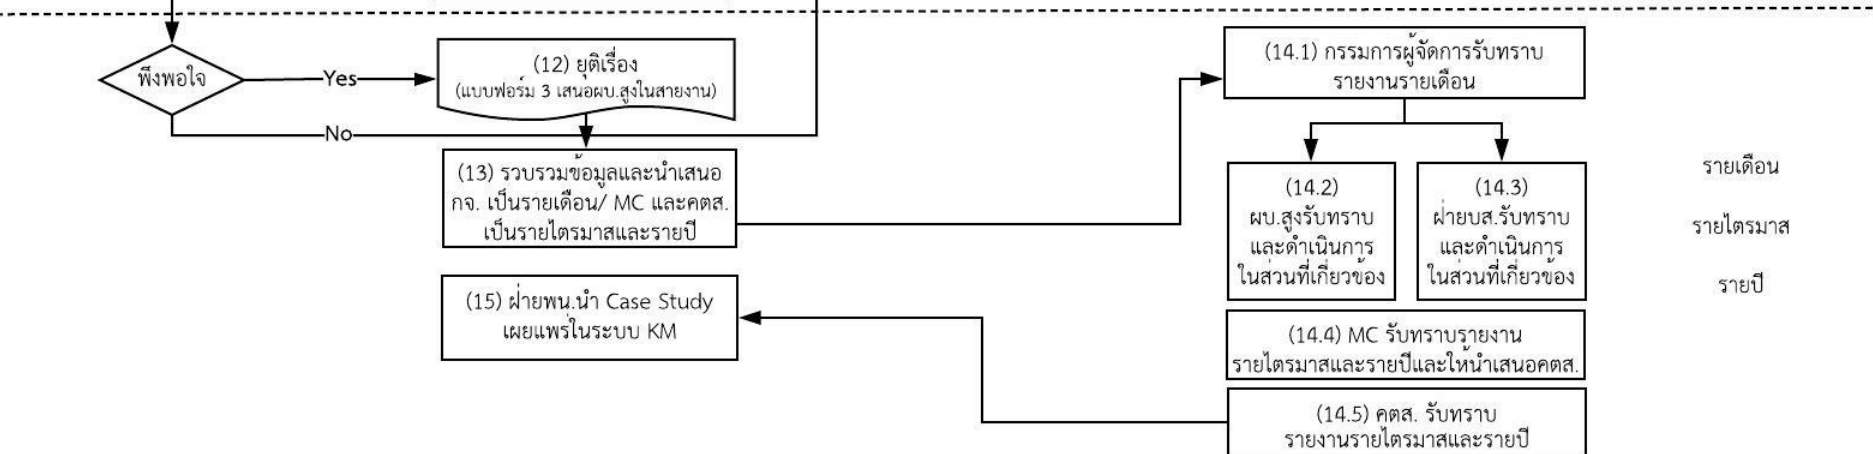 พึงพอใจ
Yes
No
(12) ยุติเรื่อง
(แบบฟอร์ม 3 เสนอผบ.สูงในสายงาน)
(13) รวบรวมข้อมูลและนำเสนอ
กจ. เป็นรายเดือน/ MC และคตส.
เป็นรายไตรมาสและรายปี
(14.1) กรรมการผู้จัดการรับทราบ
รายงานรายเดือน
(14.2)
ผบ.สูงรับทราบ
และดำเนินการ
ในส่วนที่เกี่ยวข้อง
(14.3)
ฝ่ายบส.รับทราบ
และดำเนินการ
ในส่วนที่เกี่ยวข้อง
(14.4) MC รับทราบรายงาน
รายไตรมาสและรายปีและให้นำเสนอคตส.
(14.5) คตส. รับทราบ
รายงานรายไตรมาสและรายปี
(15) ฝ่ายพน.นำ Case Study
เผยแพร่ในระบบ KM
รายเดือน
รายไตรมาส
รายปี